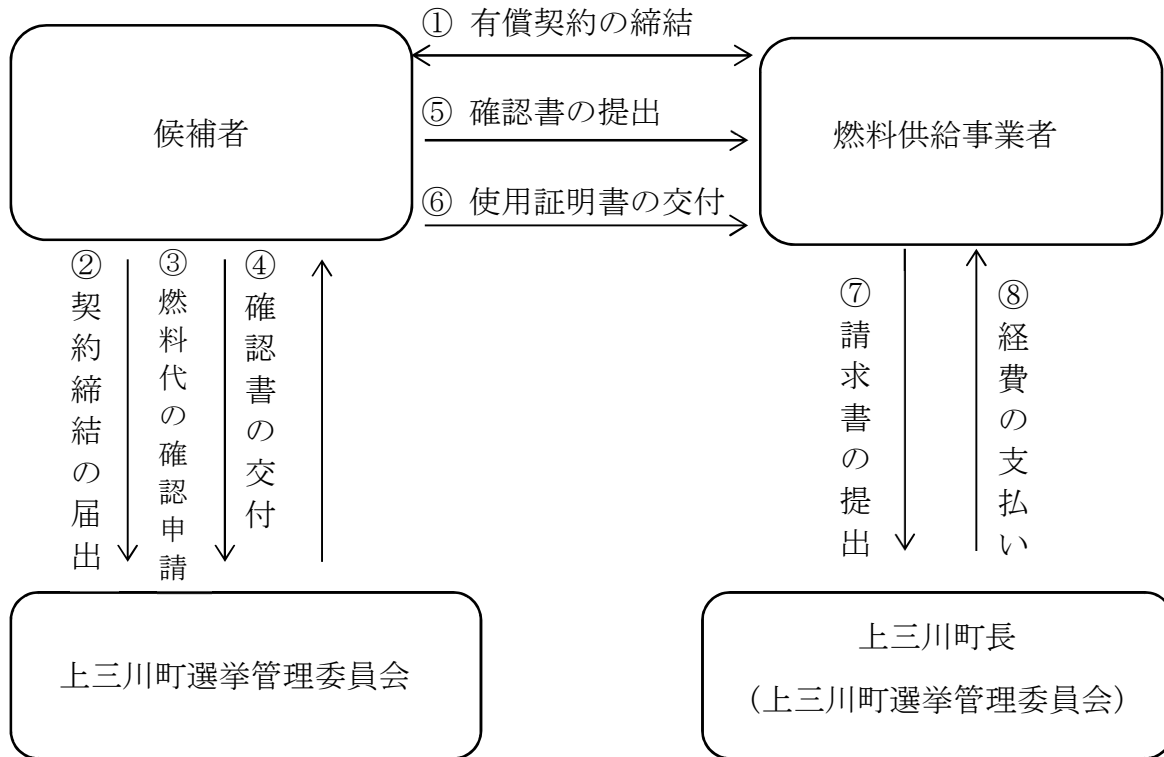 ① 有償契約の締結
候補者
⑤ 確認書の提出
燃料供給事業者
⑥ 使用証明書の交付
②契約締結の届出
③燃料代の確認申請
④確認書の交付
⑦請求書の提出
⑧経費の支払い
上三川町選挙管理委員会
上三川町長
（上三川町選挙管理委員会）